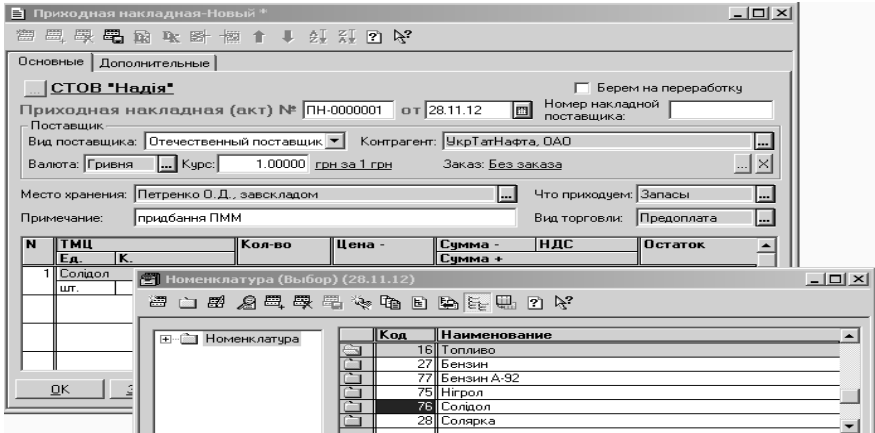 Приходная накладная-Новый *
Основные Дополнительные
... СТОВ "Надія" Берем на переработку
Приходная накладная (акт) № ПН-0000001 от 28.11.12 Номер накладной поставщика:
Поставщик
Вид поставщика: Отечественный поставщик Контрагент: УкрТатНафта, ОАО ...
Валюта: Гривня ... Курс: 1.00000 грн за 1 грн Заказ: Без заказа ...
Место хранения: Петренко О.Д., завскладом ... Что приходуем: Запасы ...
Примечание: придбання ПММ Вид торговли: Предоплата ...
N ТМЦ Кол-во Цена - Сумма - НДС Остаток
Ед. К. Сумма +
1 Солідол
шт.
OK
Номенклатура (Выбор) (28.11.12)
Номенклатура
Код Наименование
16 Топливо
27 Бензин
77 Бензин А-92
75 Нігрол
76 Солідол
28 Солярка